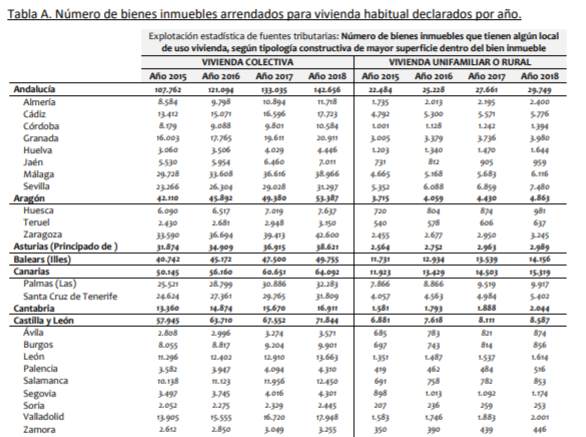 Tabla A. Número de bienes inmuebles arrendados para vivienda habitual declarados por año.
Explotación estadística de fuentes tributarias: Número de bienes inmuebles que tienen algún local
de uso vivienda, según tipología constructiva de mayor superficie dentro del bien inmueble
VIVIENDA COLECTIVA VIVIENDA UNIFAMILIAR O RURAL
Año 2015 Año 2016 Año 2017 Año 2018 Año 2015 Año 2016 Año 2017 Año 2018
Andalucía 107.762 121.094 133.035 142.656 22.484 25.228 27.661 29.749
Almería 8.584 9.798 10.894 11.718 1.735 2.013 2.195 2.400
Cádiz 13.412 15.071 16.596 17.723 4.792 5.300 5.571 5.776
Córdoba 8.179 9.088 9.801 10.584 1.001 1.128 1.242 1.394
Granada 16.003 17.765 19.611 20.911 3.005 3.379 3.736 3.980
Huelva 3.060 3.506 4.029 4.446 1.203 1.340 1.470 1.644
Jaén 5.530 5.954 6.460 7.011 731 812 905 959
Málaga 29.728 33.608 36.616 38.966 4.665 5.168 5.683 6.116
Sevilla 23.266 26.304 29.028 31.297 5.352 6.088 6.859 7.480
Aragón 42.110 45.892 49.380 53.387 3.715 4.059 4.430 4.863
Huesca 6.090 6.517 7.019 7.637 720 804 874 981
Teruel 2.430 2.681 2.948 3.150 540 578 606 637
Zaragoza 33.590 36.694 39.413 42.600 2.455 2.677 2.950 3.245
Asturias (Principado de ) 31.874 34.909 36.915 38.621 2.564 2.752 2.963 2.989
Balears (Illes) 40.742 45.172 47.500 49.755 11.731 12.934 13.539 14.156
Canarias 50.145 56.160 60.651 64.092 11.923 13.429 14.503 15.319
Palmas (Las) 25.521 28.799 30.886 32.283 7.866 8.866 9.519 9.917
Santa Cruz de Tenerife 24.624 27.361 29.765 31.809 4.057 4.563 4.984 5.402
Cantabria 13.360 14.874 15.670 16.911 1.581 1.793 1.888 2.044
Castilla y León 57.945 63.710 67.552 71.844 6.881 7.618 8.111 8.587
Ávila 2.808 2.996 3.274 3.571 685 783 821 874
Burgos 8.055 8.817 9.204 9.901 697 743 814 856
León 11.296 12.402 12.910 13.663 1.351 1.487 1.537 1.614
Palencia 3.582 3.947 4.094 4.310 419 462 484 516
Salamanca 10.138 11.123 11.956 12.450 691 758 782 853
Segovia 3.497 3.745 4.016 4.301 898 1.013 1.092 1.174
Soria 2.052 2.275 2.329 2.445 207 236 259 253
Valladolid 13.905 15.555 16.720 17.948 1.583 1.746 1.883 2.001
Zamora 2.612 2.850 3.049 3.255 350 390 439 446